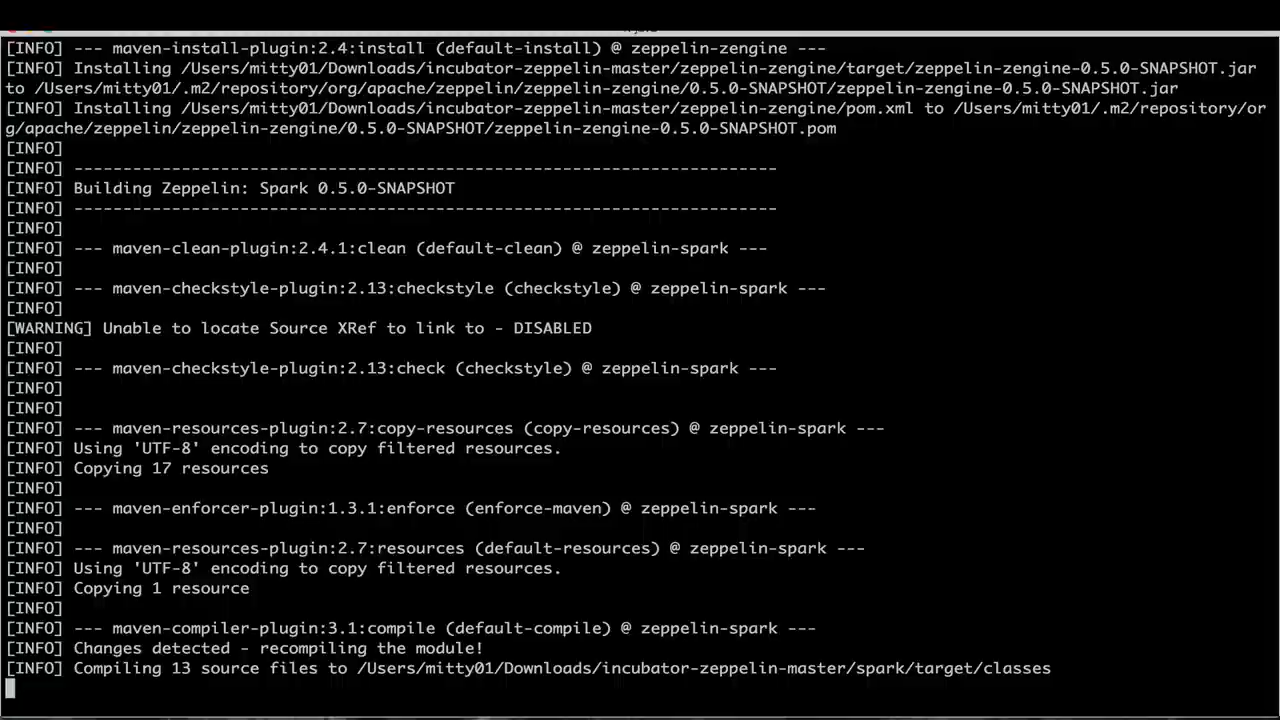 [INFO] --- maven-install-plugin:2.4:install (default-install) @ zeppelin-zengine ---
[INFO] Installing /Users/mitty01/Downloads/incubator-zeppelin-master/zeppelin-zengine/target/zeppelin-zengine-0.5.0-SNAPSHOT.jar
to /Users/mitty01/.m2/repository/org/apache/zeppelin/zeppelin-zengine/0.5.0-SNAPSHOT/zeppelin-zengine-0.5.0-SNAPSHOT.jar
[INFO] Installing /Users/mitty01/Downloads/incubator-zeppelin-master/zeppelin-zengine/pom.xml to /Users/mitty01/.m2/repository/or
g/apache/zeppelin/zeppelin-zengine/0.5.0-SNAPSHOT/zeppelin-zengine-0.5.0-SNAPSHOT.pom
[INFO]
[INFO] ------------------------------------------------------------------------
[INFO] Building Zeppelin: Spark 0.5.0-SNAPSHOT
[INFO] ------------------------------------------------------------------------
[INFO]
[INFO] --- maven-clean-plugin:2.4.1:clean (default-clean) @ zeppelin-spark ---
[INFO]
[INFO] --- maven-checkstyle-plugin:2.13:checkstyle (checkstyle) @ zeppelin-spark ---
[INFO]
[WARNING] Unable to locate Source XRef to link to - DISABLED
[INFO]
[INFO] --- maven-checkstyle-plugin:2.13:check (checkstyle) @ zeppelin-spark ---
[INFO]
[INFO]
[INFO] --- maven-resources-plugin:2.7:copy-resources (copy-resources) @ zeppelin-spark ---
[INFO] Using 'UTF-8' encoding to copy filtered resources.
[INFO] Copying 17 resources
[INFO]
[INFO] --- maven-enforcer-plugin:1.3.1:enforce (enforce-maven) @ zeppelin-spark ---
[INFO]
[INFO] --- maven-resources-plugin:2.7:resources (default-resources) @ zeppelin-spark ---
[INFO] Using 'UTF-8' encoding to copy filtered resources.
[INFO] Copying 1 resource
[INFO]
[INFO] --- maven-compiler-plugin:3.1:compile (default-compile) @ zeppelin-spark ---
[INFO] Changes detected - recompiling the module!
[INFO] Compiling 13 source files to /Users/mitty01/Downloads/incubator-zeppelin-master/spark/target/classes